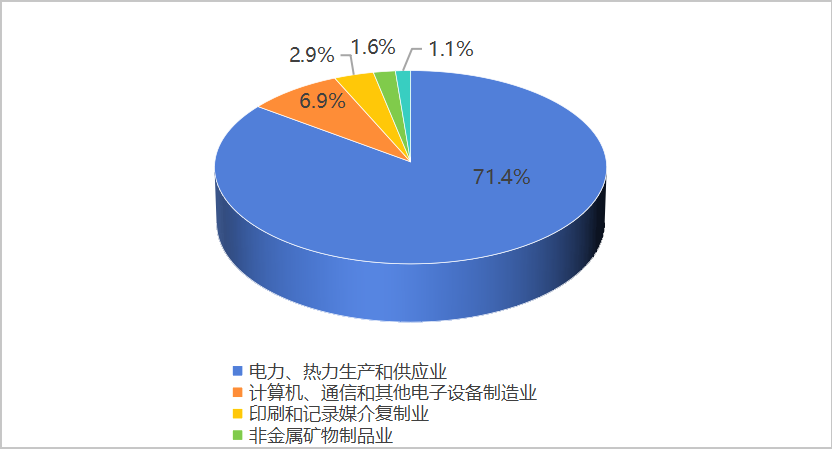 2.9%
1.6%
1.1%
6.9%
71.4%
电力、热力生产和供应业
计算机、通信和其他电子设备制造业
印刷和记录媒介复制业
非金属矿物制品业